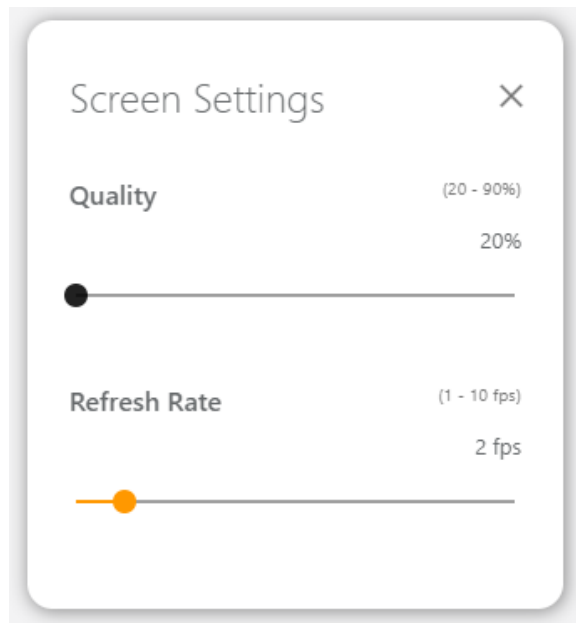 Screen Settings
Quality (20 - 90%)
20%
Refresh Rate (1 - 10 fps)
2 fps